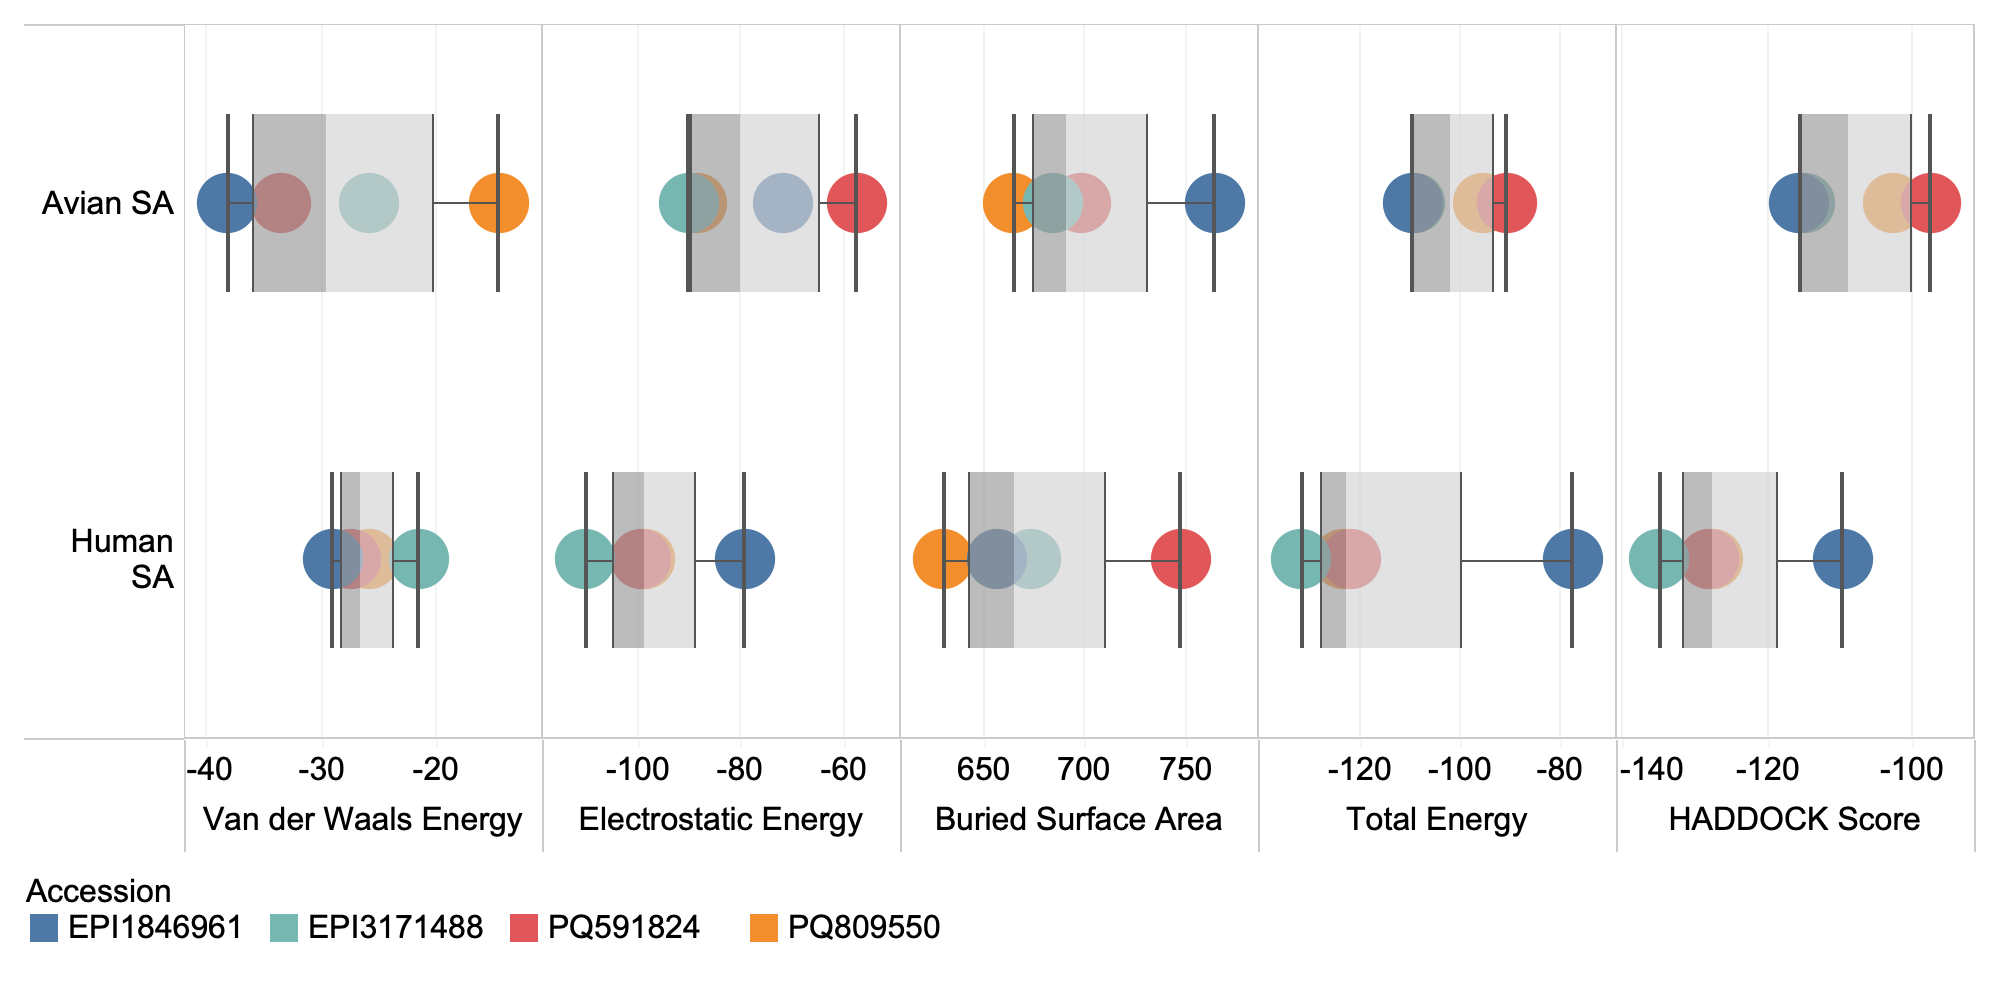 Avian SA
Human
SA
-40 -30 -20 -100 -80 -60 650 700 750 -120 -100 -80 -140 -120 -100
Van der Waals Energy Electrostatic Energy Buried Surface Area Total Energy HADDOCK Score
Accession
EPI1846961 EPI3171488 PQ591824 PQ809550